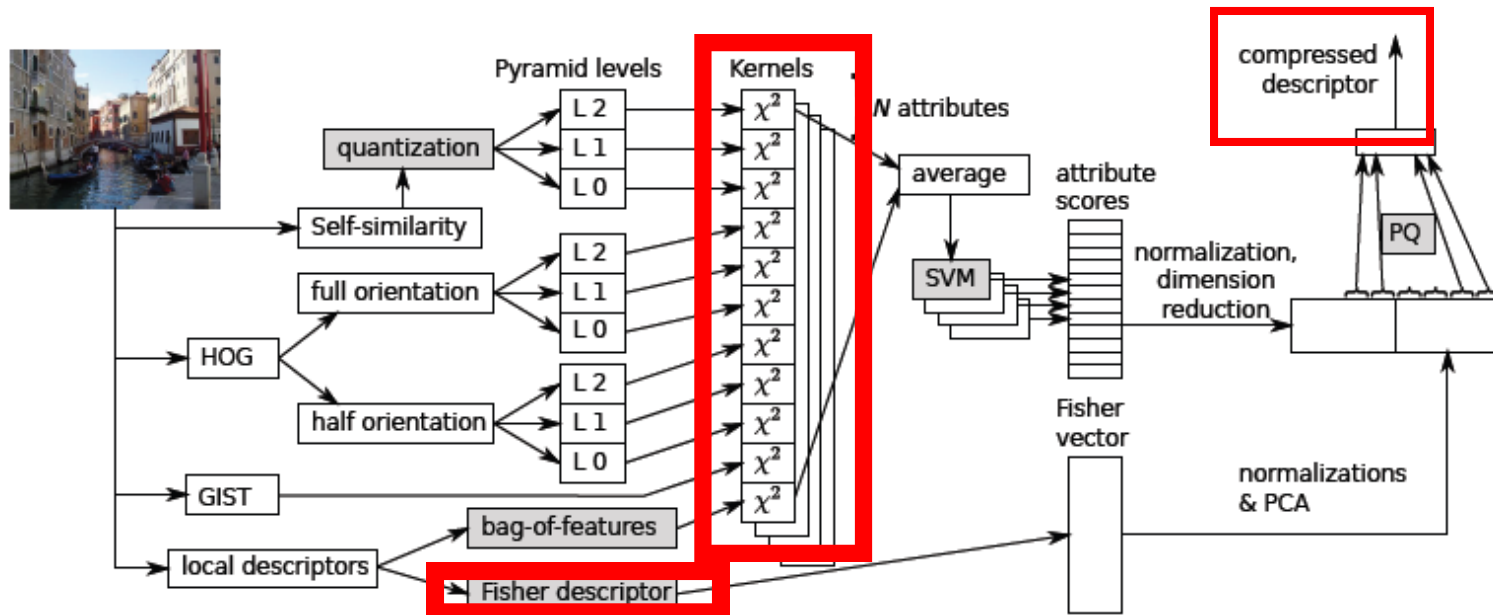 Pyramid levels
Kernels
compressed
descriptor
N attributes
quantization
L 2
L 1
L 0
χ²
χ²
χ²
average
attribute
scores
Self-similarity
PQ
full orientation
L 2
L 1
L 0
χ²
χ²
χ²
SVM
normalization,
dimension
reduction
HOG
half orientation
L 2
L 1
L 0
χ²
χ²
χ²
Fisher
vector
GIST
χ²
normalizations
& PCA
bag-of-features
χ²
local descriptors
Fisher descriptor